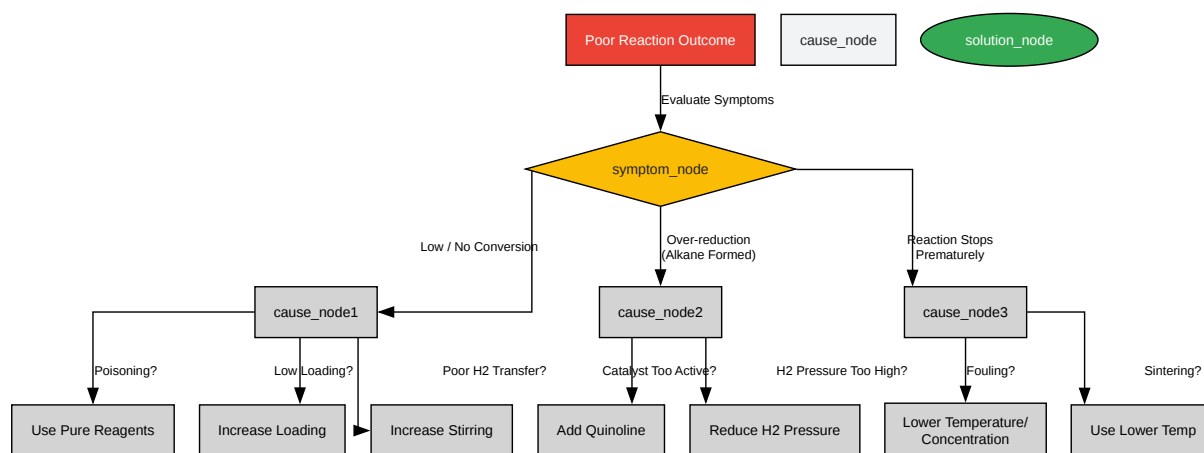 Poor Reaction Outcome
cause_node
solution_node
Evaluate Symptoms
symptom_node
Low / No Conversion
Over-reduction
(Alkane Formed)
Reaction Stops
Prematurely
cause_node1
cause_node2
cause_node3
Poisoning?
Low Loading?
Poor H2 Transfer?
Catalyst Too Active?
H2 Pressure Too High?
Fouling?
Sintering?
Use Pure Reagents
Increase Loading
Increase Stirring
Add Quinoline
Reduce H2 Pressure
Lower Temperature/
Concentration
Use Lower Temp